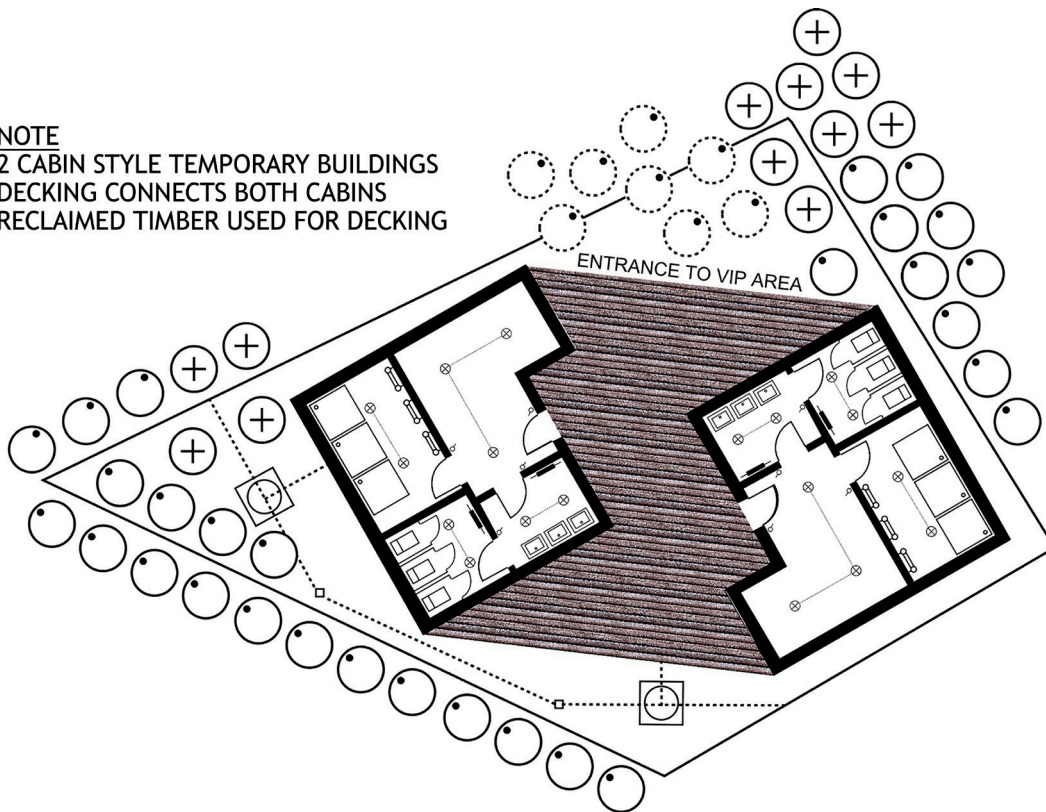 NOTE
2 CABIN STYLE TEMPORARY BUILDINGS
DECKING CONNECTS BOTH CABINS
RECLAIMED TIMBER USED FOR DECKING
ENTRANCE TO VIP AREA